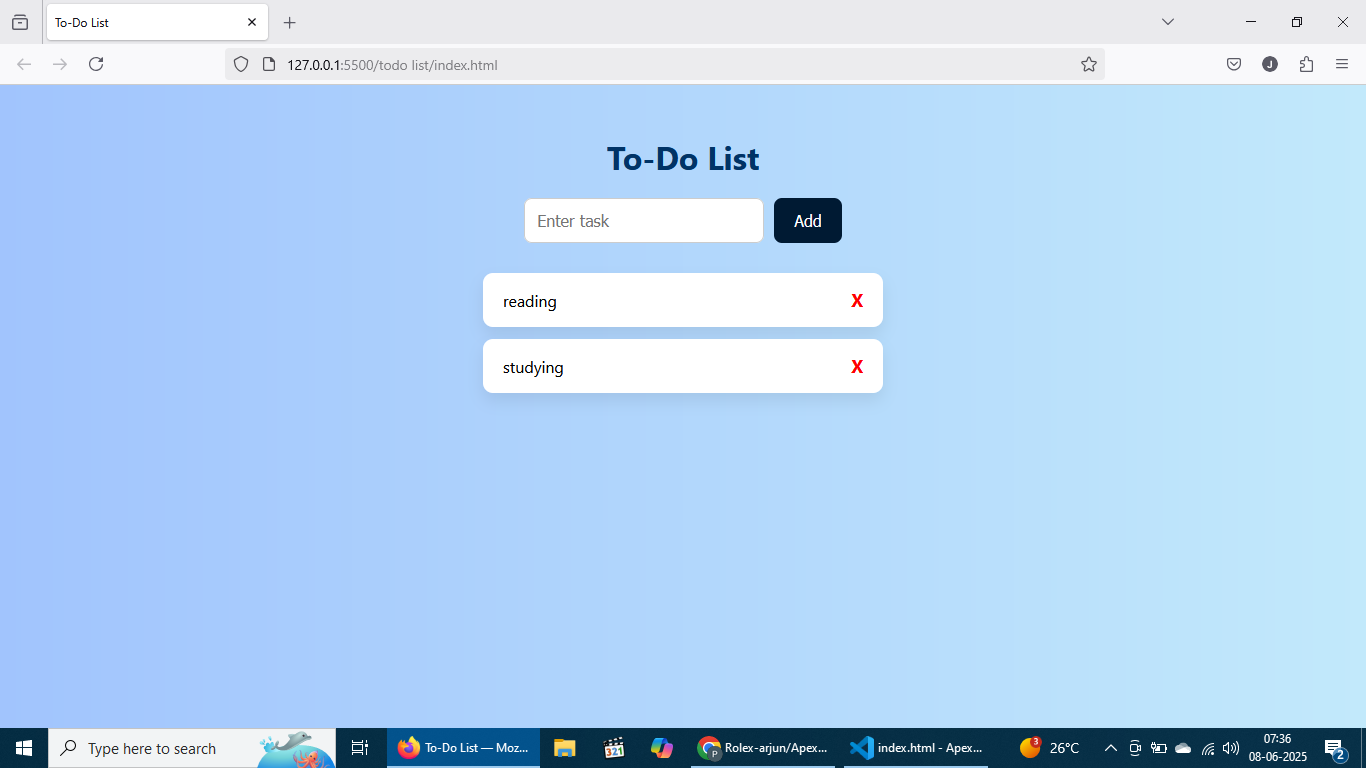 To-Do List
127.0.0.1:5500/todo list/index.html
J
To-Do List
Enter task
Add
reading
X
studying
X
Type here to search
To-Do List — Moz...
321
P
Rolex-arjun/Apex...
index.html - Apex...
3
26°C
07:36
08-06-2025
2